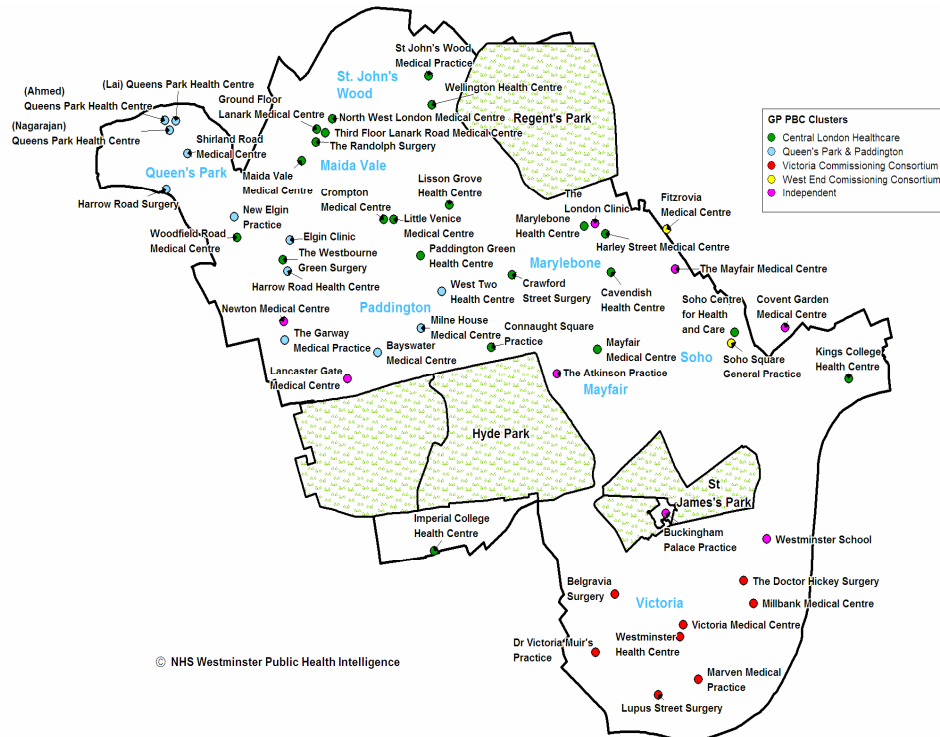 St John's Wood
Medical Practice
St. John's
Wood
Wellington Health Centre
Regent's Park
(Lai) Queens Park Health Centre
(Ahmed)
Queens Park Health Centre
(Nagarajan)
Queens Park Health Centre
Ground Floor
Lanark Medical Centre
North West London Medical Centre
Third Floor Lanark Road Medical Centre
The Randolph Surgery
Shirland Road
Medical Centre
Queen's Park
Maida Vale
Maida Vale
Medical Centre
Harrow Road Surgery
GP PBC Clusters
Central London Healthcare
Queen's Park & Paddington
Victoria Commissioning Consortium
West End Comissioning Consortium
Independent
New Elgin
Practice
Woodfield Road
Medical Centre
Crompton
Medical Centre
Lisson Grove
Health Centre
Little Venice
Medical Centre
Elgin Clinic
The Westbourne
Green Surgery
Harrow Road Health Centre
Paddington Green
Health Centre
The
London Clinic
Marylebone
Health Centre
Harley Street Medical Centre
Fitzrovia
Medical Centre
Marylebone
The Mayfair Medical Centre
Crawford
Street Surgery
Cavendish
Health Centre
West Two
Health Centre
Paddington
Newton Medical Centre
The Garway
Medical Practice
Milne House
Medical Centre
Bayswater
Medical Centre
Connaught Square
Practice
Mayfair
Medical Centre
Soho Centre
for Health
and Care
Soho
Soho Square
General Practice
Covent Garden
Medical Centre
Kings College
Health Centre
Lancaster Gate
Medical Centre
The Atkinson Practice
Mayfair
Hyde Park
St
James's Park
Imperial College
Health Centre
Buckingham
Palace Practice
Westminster School
Belgravia
Surgery
Victoria
The Doctor Hickey Surgery
Millbank Medical Centre
Victoria Medical Centre
Westminster
Health Centre
Dr Victoria Muir's
Practice
Marven Medical
Practice
Lupus Street Surgery
© NHS Westminster Public Health Intelligence